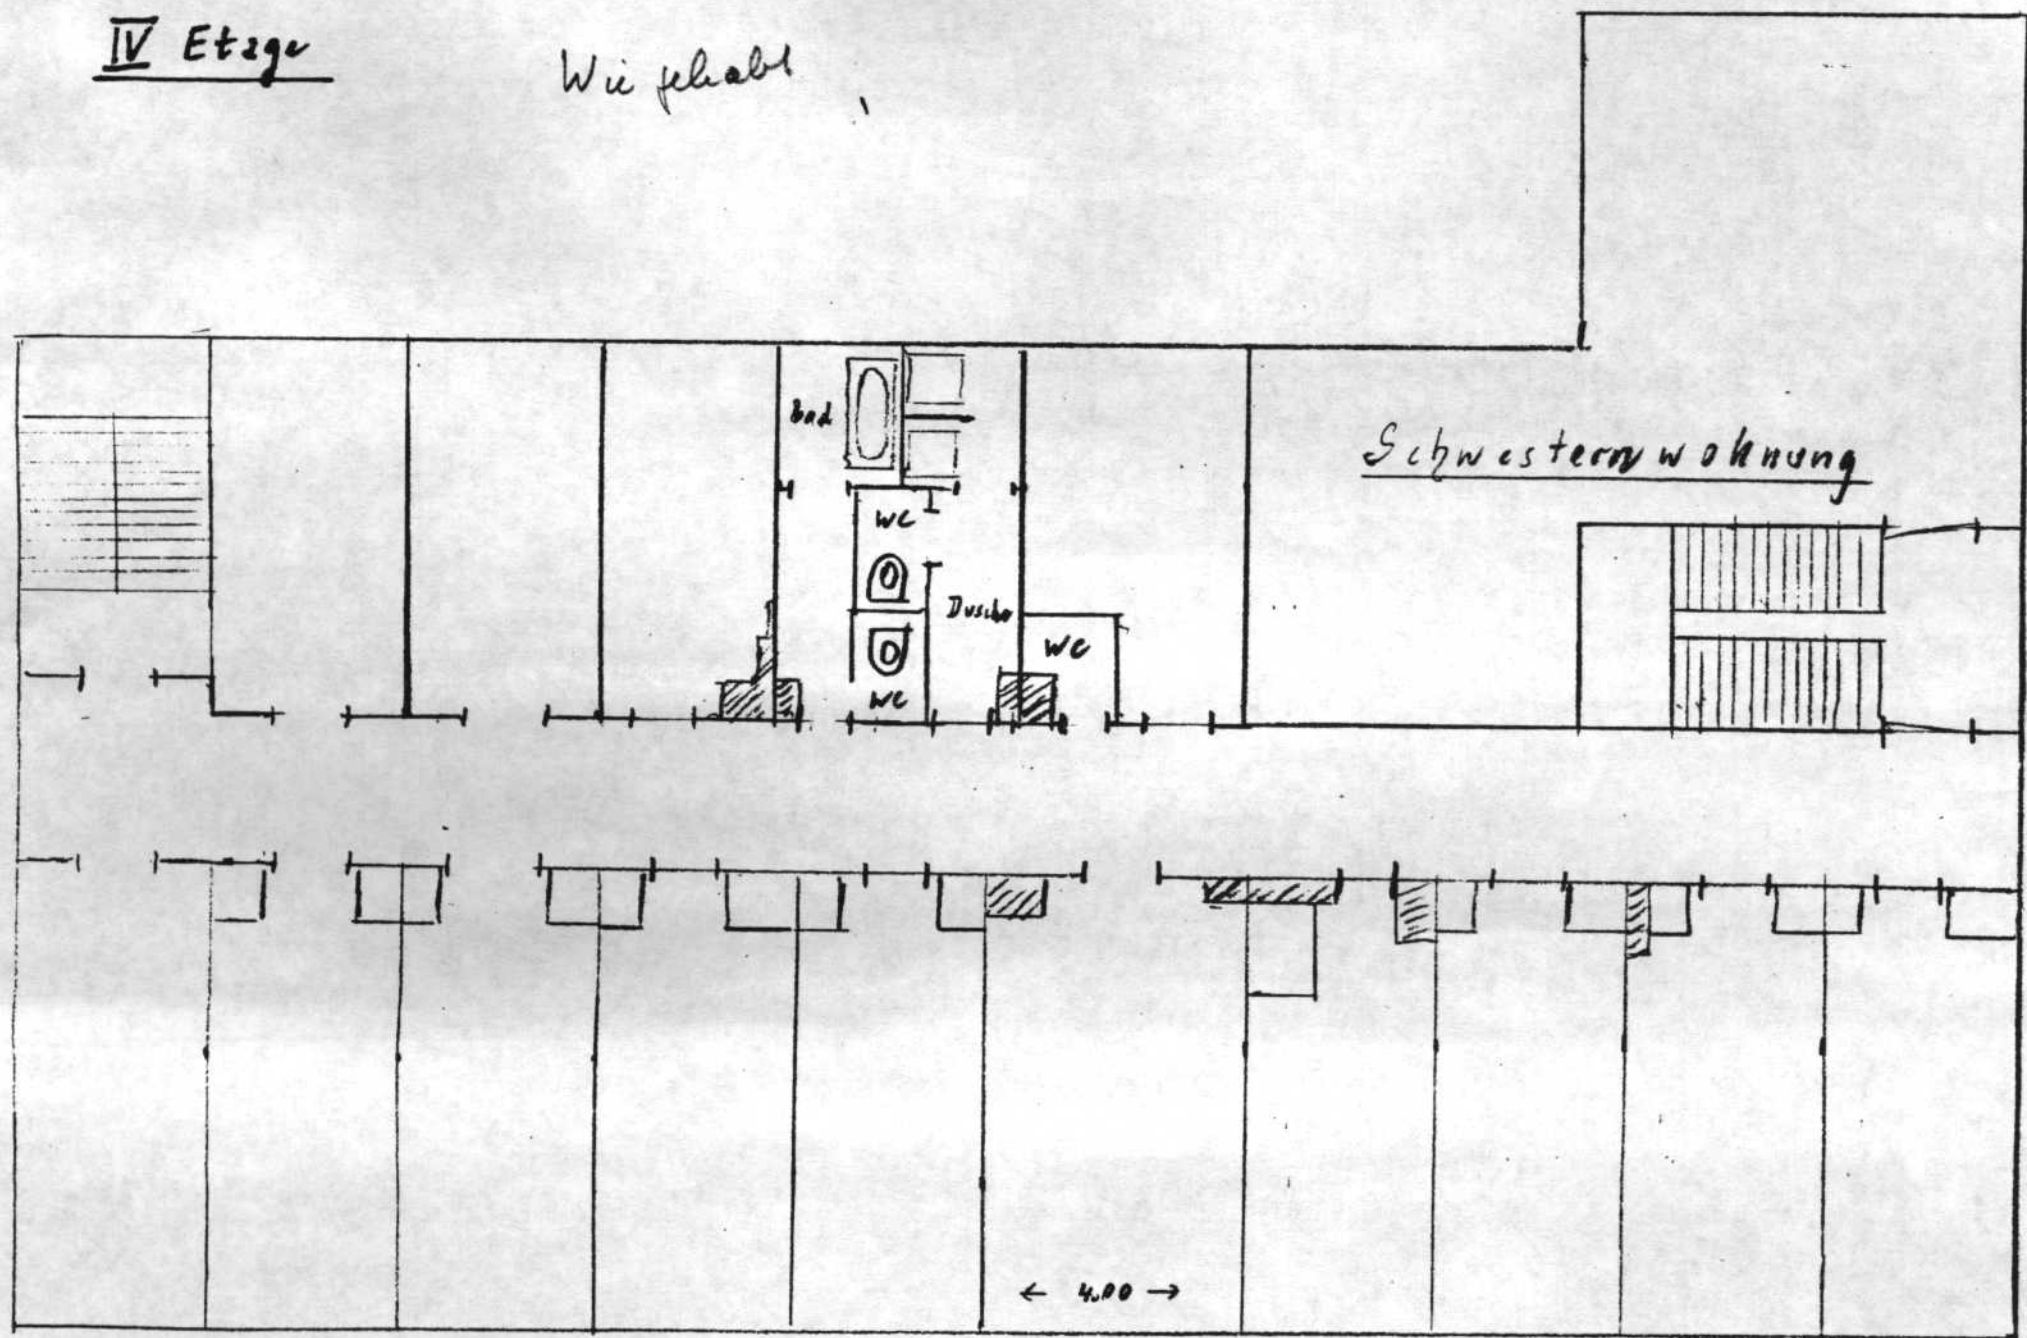 IV Etage
Wie gehabt
Bad
WC
Dusche
WC
WC
Schwesternwohnung
← 4.00 →